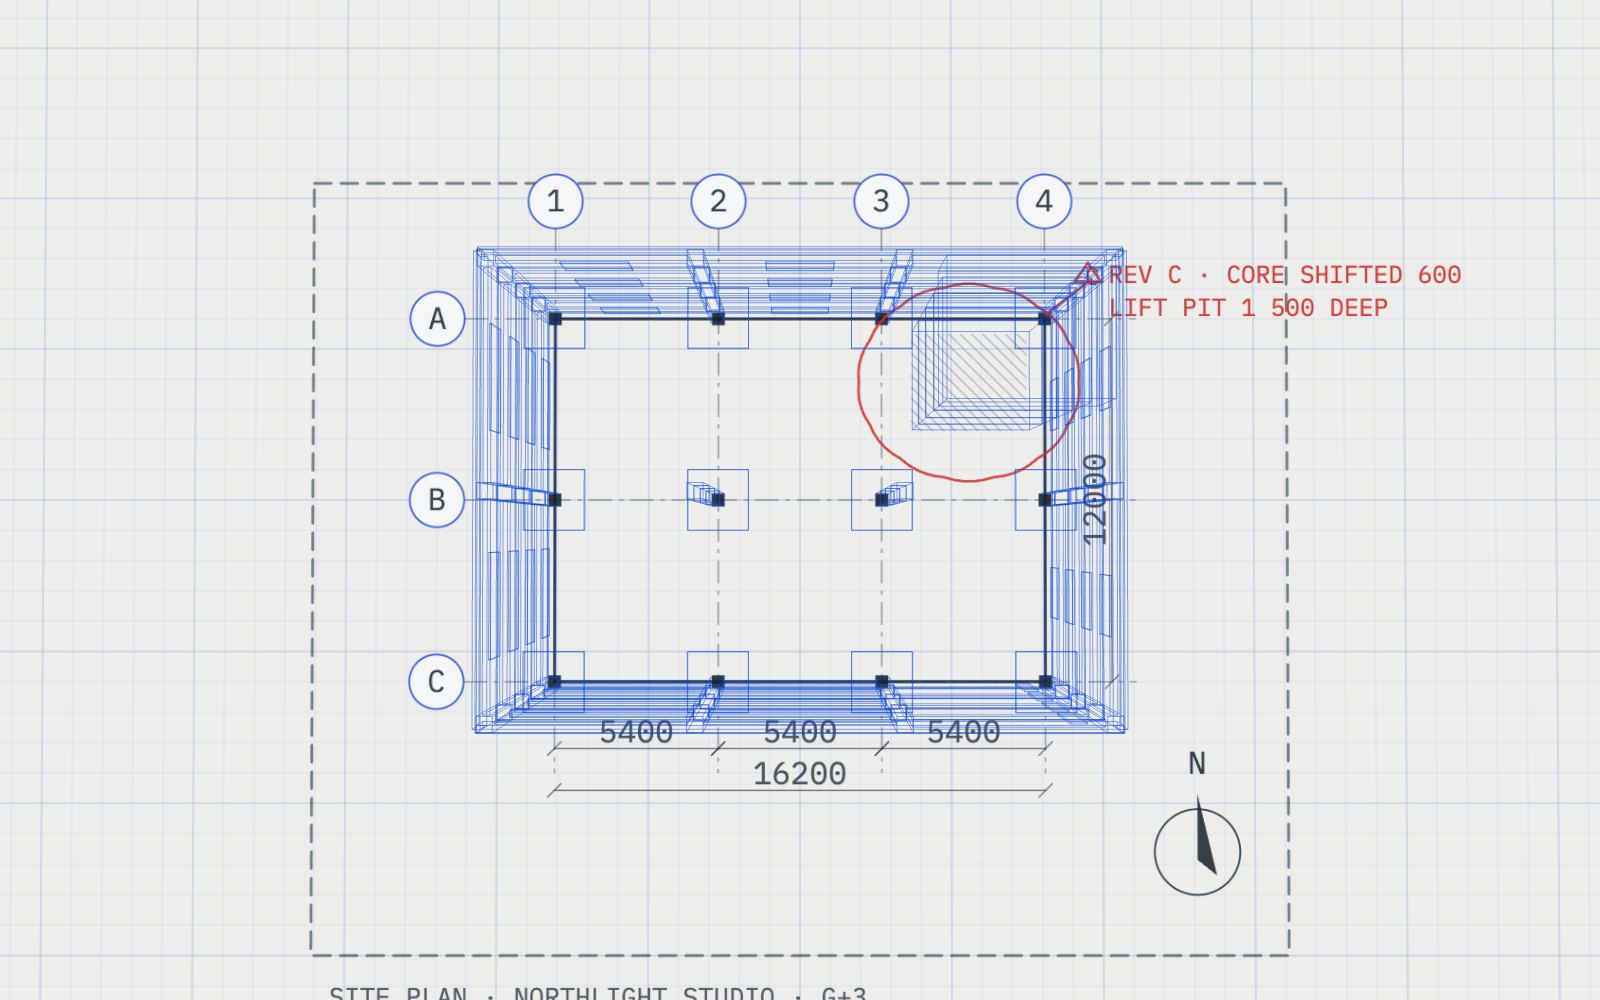 1 2 3 4
REV C · CORE SHIFTED 600
LIFT PIT 1 500 DEEP
A
B
12000
C
5400 5400 5400
16200
N
SITE PLAN · NORTHLIGHT STUDIO · G+3